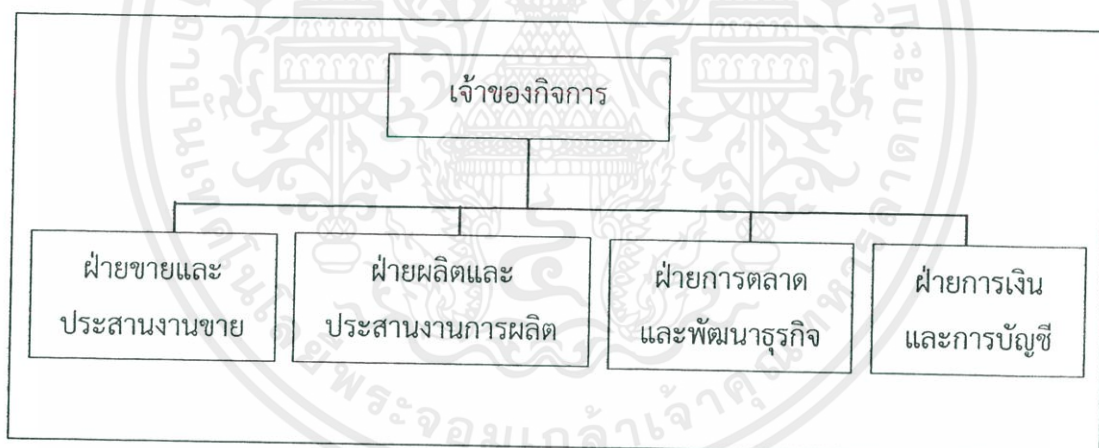 เจ้าของกิจการ
ฝ่ายขายและ
ประสานงานขาย
ฝ่ายผลิตและ
ประสานงานการผลิต
ฝ่ายการตลาด
และพัฒนาธุรกิจ
ฝ่ายการเงิน
และการบัญชี